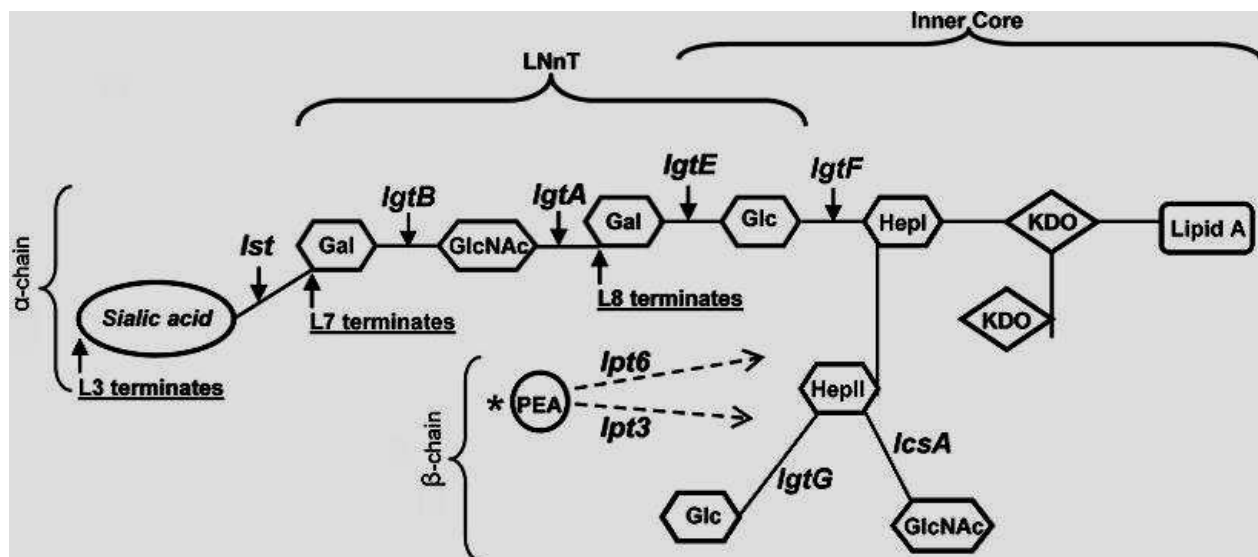 Inner Core
LNnT
lgtE
lgtF
lgtB
lgtA
lst
Gal
GlcNAc
Gal
Glc
HepI
KDO
Lipid A
α-chain
Sialic acid
L7 terminates
L8 terminates
KDO
L3 terminates
lpt6
* PEA
HepII
lpt3
lcsA
β-chain
lgtG
Glc
GlcNAc